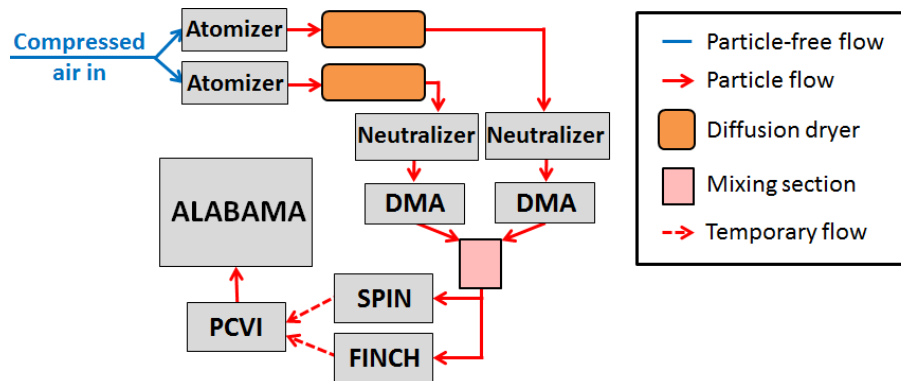 Compressed
air in
Atomizer
Atomizer
Neutralizer
Neutralizer
DMA
DMA
ALABAMA
SPIN
PCVI
FINCH
Particle-free flow
Particle flow
Diffusion dryer
Mixing section
Temporary flow